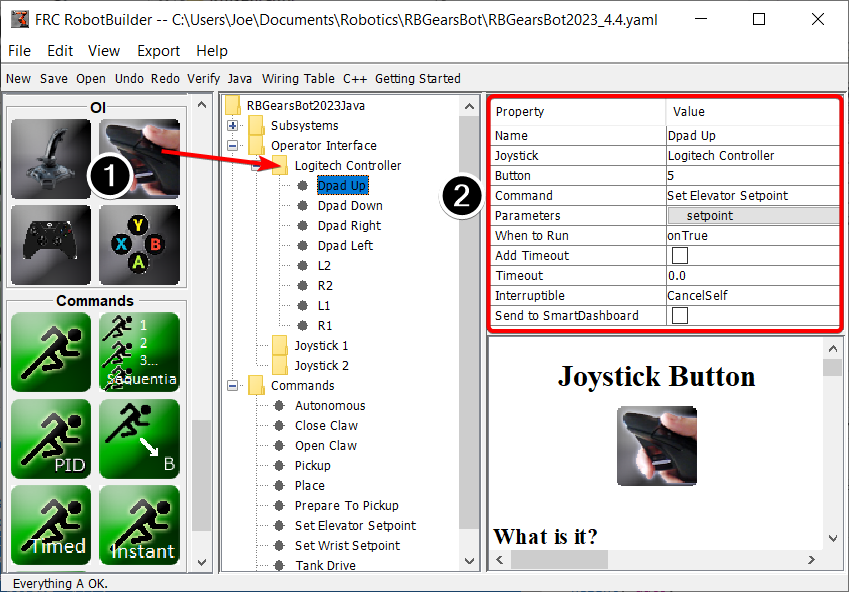 FRC RobotBuilder -- C:\Users\Joe\Documents\Robotics\RBGearsBot\RBGearsBot2023_4.4.yaml
File Edit View Export Help
New Save Open Undo Redo Verify Java Wiring Table C++ Getting Started
OI
1
Y
X B
A
Commands
1
2
3...
Sequentia
PID
B
Timed
Instant
RBGearsBot2023Java
Subsystems
Operator Interface
Logitech Controller
Dpad Up
Dpad Down
Dpad Right
Dpad Left
L2
R2
L1
R1
Joystick 1
Joystick 2
Commands
Autonomous
Close Claw
Open Claw
Pickup
Place
Prepare To Pickup
Set Elevator Setpoint
Set Wrist Setpoint
Tank Drive
2
Property Value
Name Dpad Up
Joystick Logitech Controller
Button 5
Command Set Elevator Setpoint
Parameters setpoint
When to Run onTrue
Add Timeout
Timeout 0.0
Interruptible CancelSelf
Send to SmartDashboard
Joystick Button
What is it?
Everything A OK.